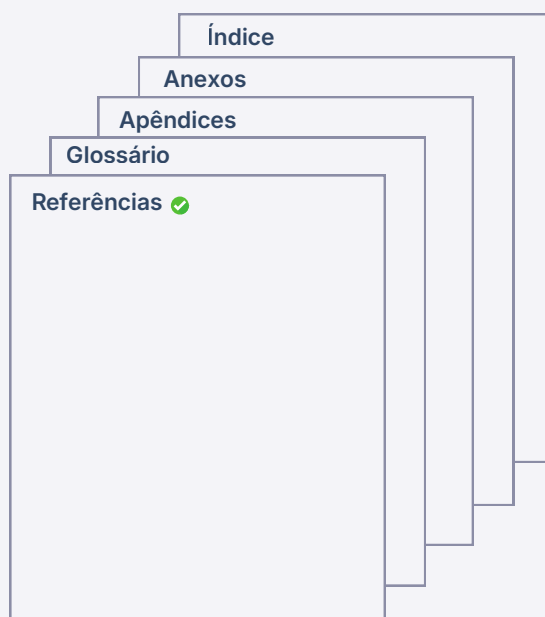 Índice
Anexos
Apêndices
Glossário
Referências